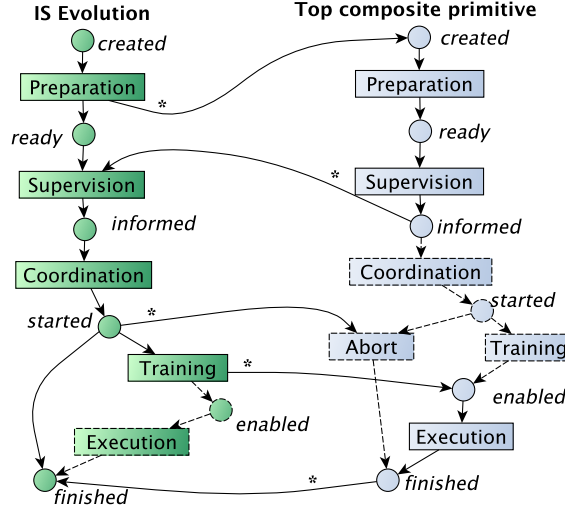 IS Evolution
Top composite primitive
created
created
*
Preparation
Preparation
ready
ready
*
Supervision
Supervision
informed
informed
Coordination
Coordination
started
*
started
Abort
Training
Training
*
enabled
enabled
Execution
Execution
*
finished
finished